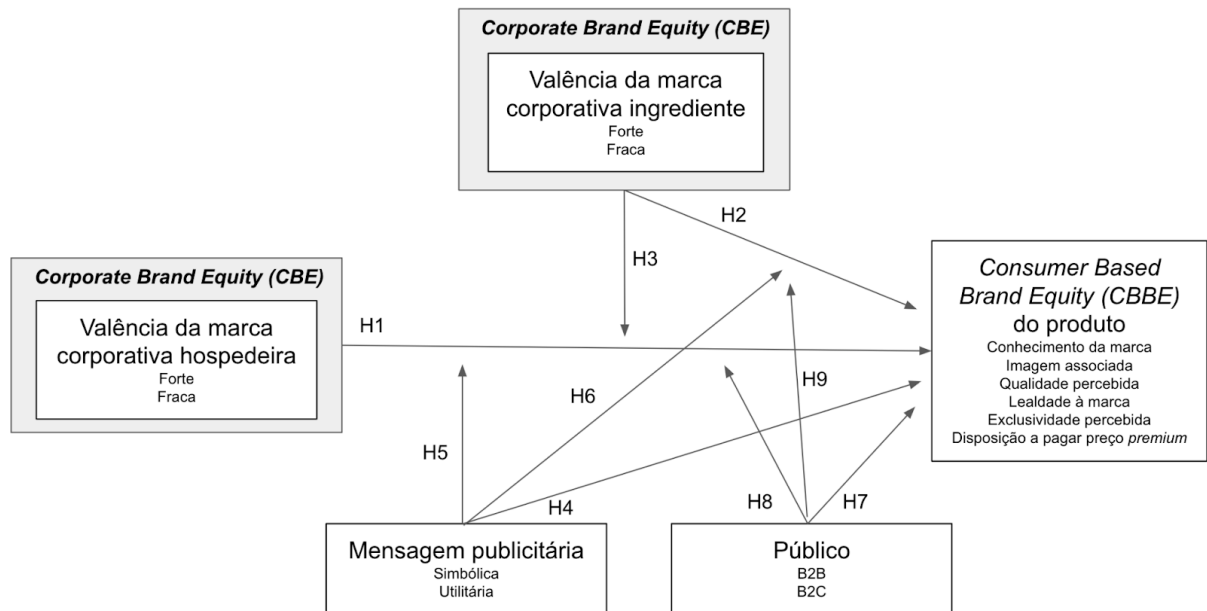 Corporate Brand Equity (CBE)
Valência da marca
corporativa ingrediente
Forte
Fraca
H2
H3
Corporate Brand Equity (CBE)
Valência da marca
corporativa hospedeira
Forte
Fraca
H1
Consumer Based
Brand Equity (CBBE)
do produto
Conhecimento da marca
Imagem associada
Qualidade percebida
Lealdade à marca
Exclusividade percebida
Disposição a pagar preço premium
H9
H6
H5
H4
H8
H7
Mensagem publicitária
Simbólica
Utilitária
Público
B2B
B2C